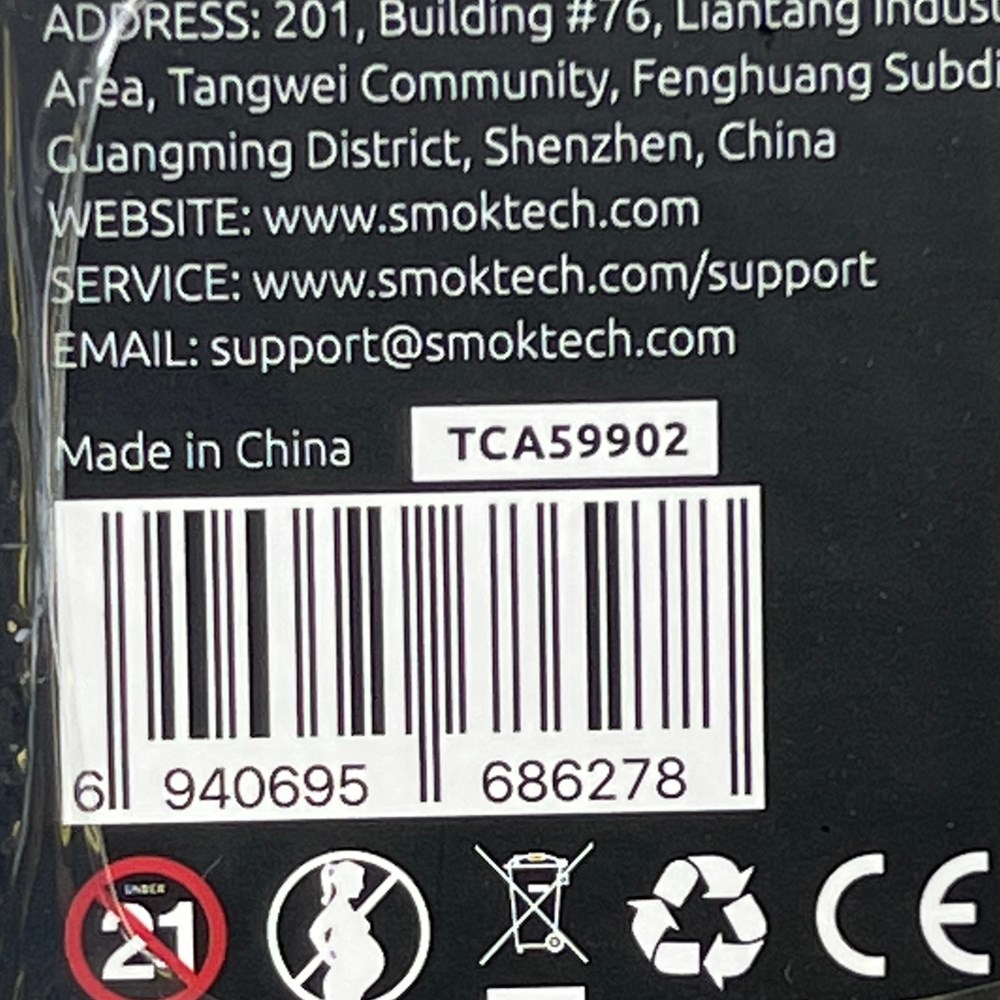 ADDRESS: 201, Building #76, Liantang
Area, Tangwei Community, Fenghuang
Guangming District, Shenzhen, China
WEBSITE: www.smoktech.com
SERVICE: www.smoktech.com/support
EMAIL: support@smoktech.com
Made in China TCA59902
6 940695 686278
UNDER
21
CE